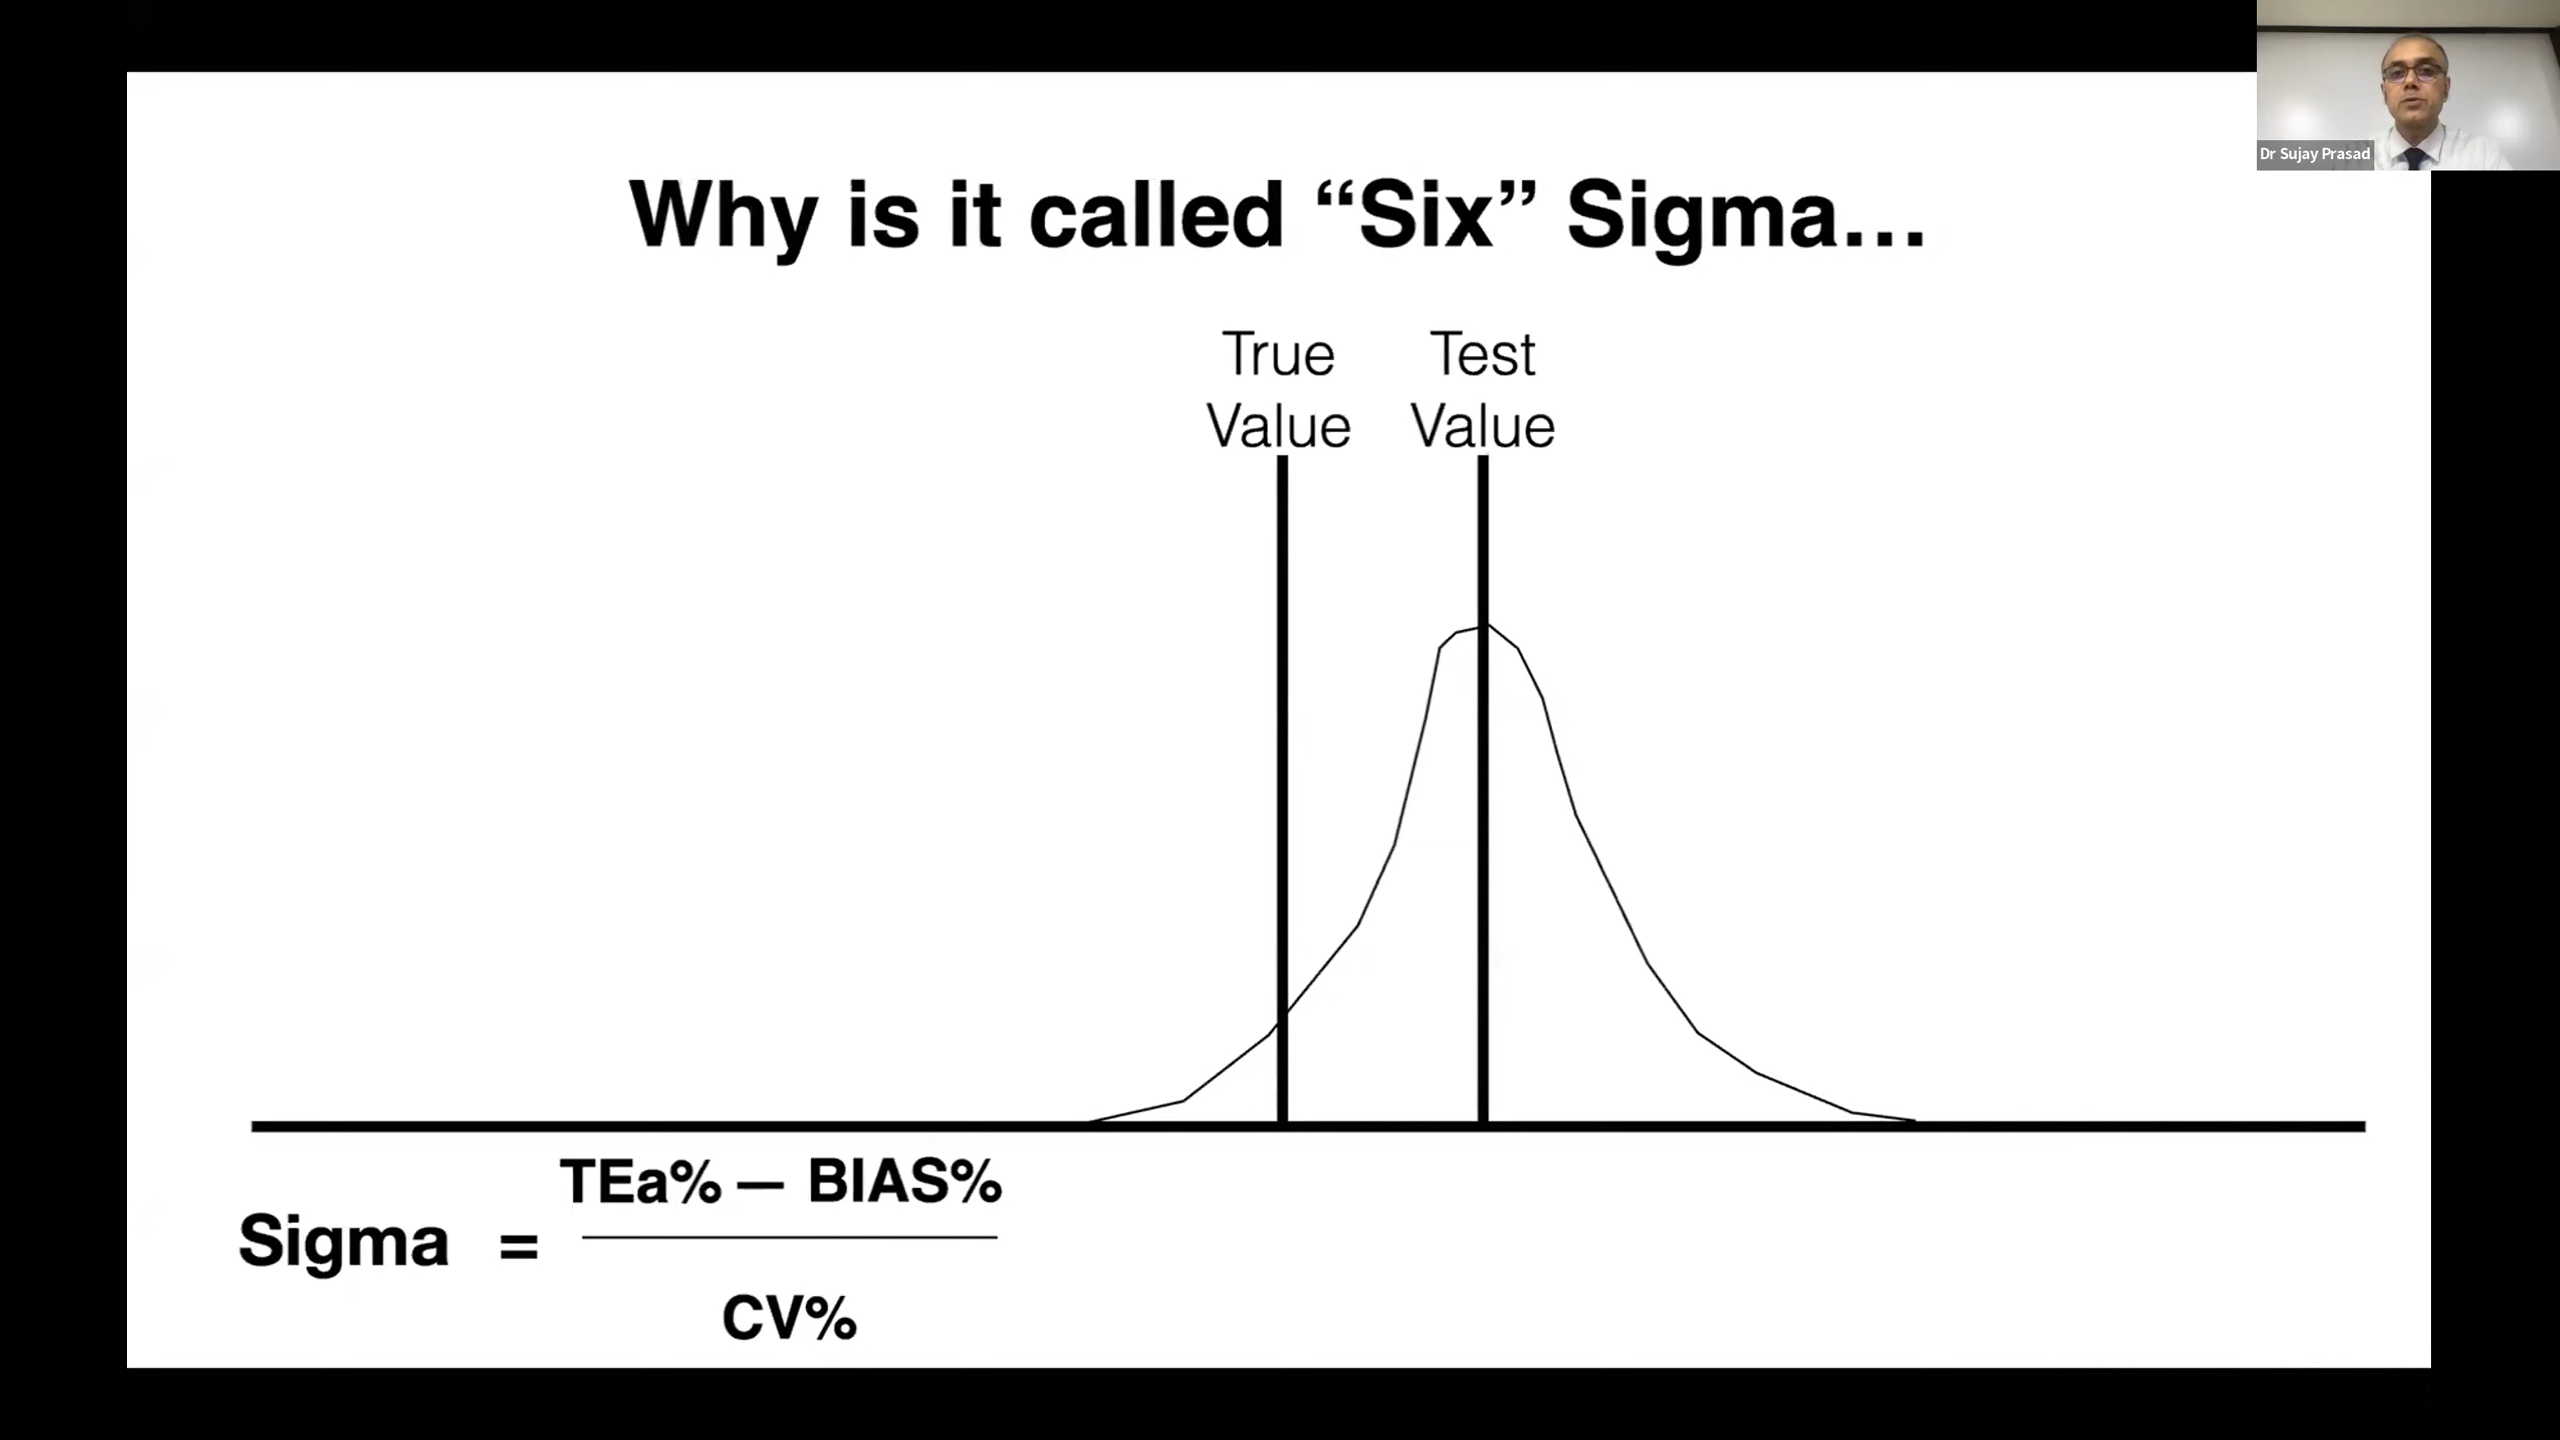 Dr Sujay Prasad
Why is it called “Six” Sigma...
True Test
Value Value
TEa% — BIAS%
Sigma =
CV%